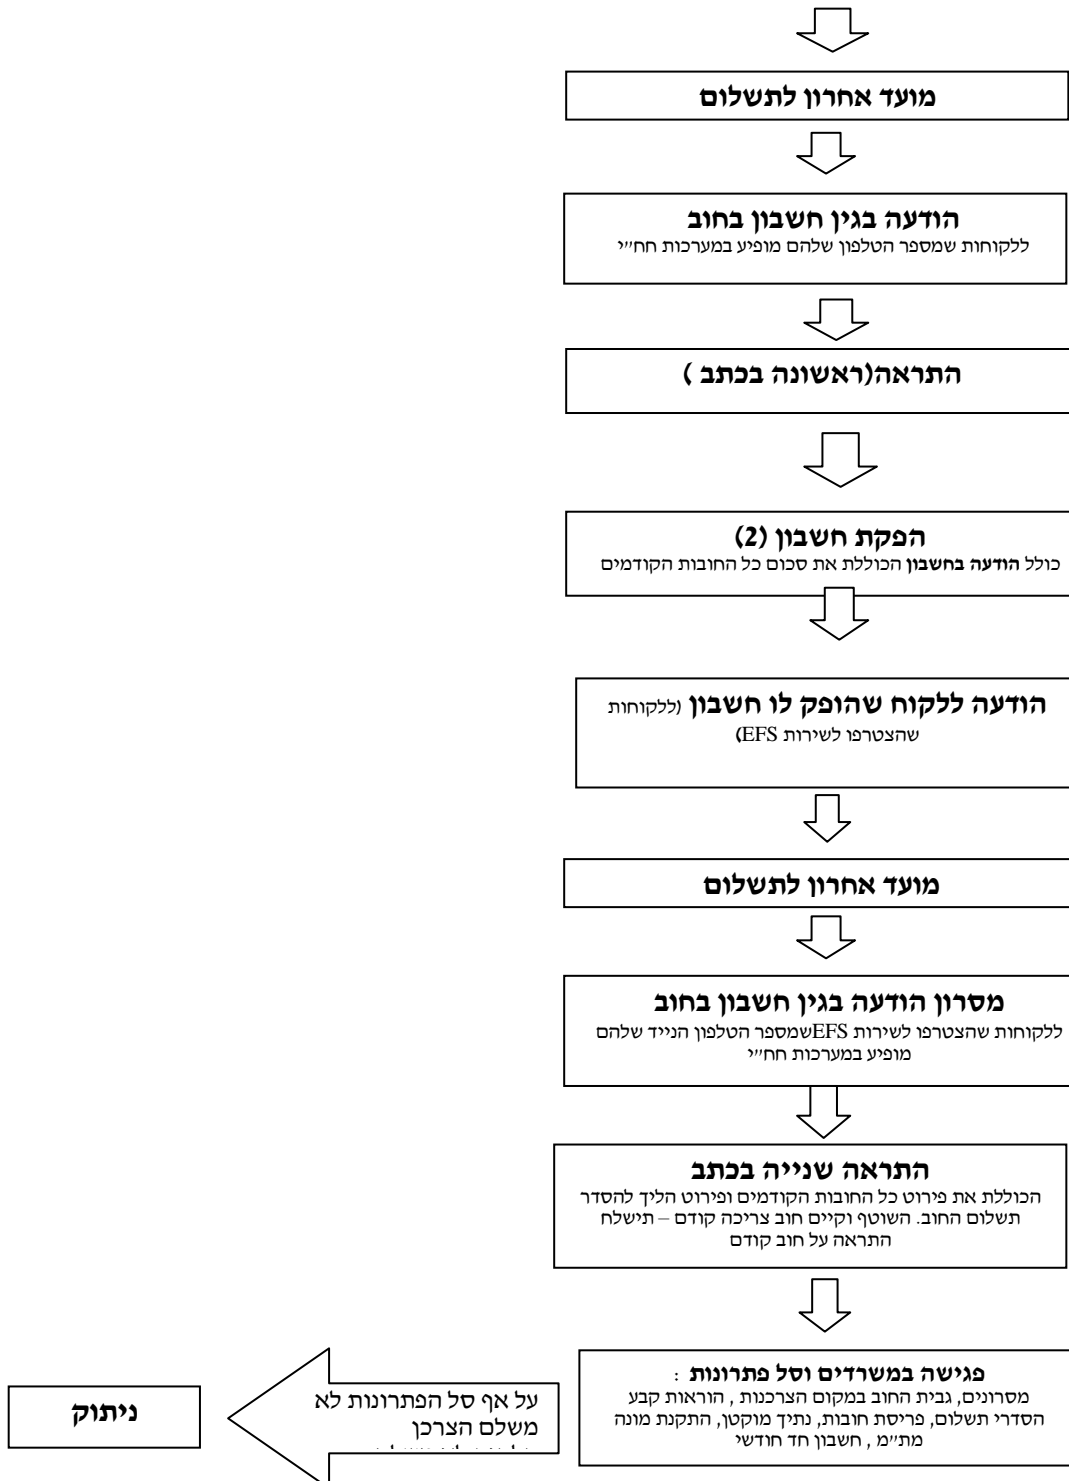 מועד אחרון לתשלום
הודעה בגין חשבון בחוב
ללקוחות שמספר הטלפון שלהם מופיע במערכות חח״י
התראה(ראשונה בכתב )
הפקת חשבון (2)
כולל הודעה בחשבון הכוללת את סכום כל החובות הקודמים
הודעה ללקוח שהופק לו חשבון (ללקוחות
שהצטרפו לשירות EFS)
מועד אחרון לתשלום
מסרון הודעה בגין חשבון בחוב
ללקוחות שהצטרפו לשירות EFSשמספר הטלפון הנייד שלהם
מופיע במערכות חח״י
התראה שנייה בכתב
הכוללת את פירוט כל החובות הקודמים ופירוט הליך להסדר
תשלום החוב. השוטף וקיים חוב צריכה קודם – תישלח
התראה על חוב קודם
פגישה במשרדים וסל פתרונות :
מסרונים, גבית החוב במקום הצרכנות , הוראות קבע
הסדרי תשלום, פריסת חובות, נתיך מוקטן, התקנת מונה
מת״מ , חשבון חד חודשי
על אף סל הפתרונות לא
משלם הצרכן
ניתוק